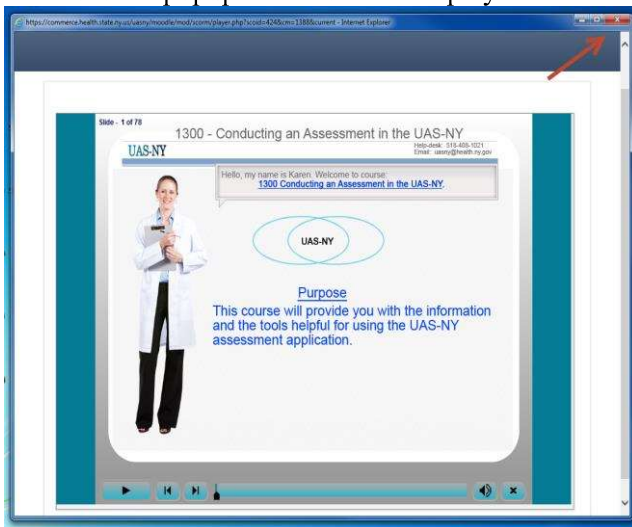 https://commerce.health.state.ny.us/uasny/moodle/mod/scorm/player.php?scoid=424&cm=1388&current - Internet Explorer
Slide - 1 of 78
1300 - Conducting an Assessment in the UAS-NY
UAS-NY
Help-desk: 518-408-1021
Email: uasny@health.ny.gov
Hello, my name is Karen. Welcome to course:
1300 Conducting an Assessment in the UAS-NY.
UAS-NY
Purpose
This course will provide you with the information
and the tools helpful for using the UAS-NY
assessment application.